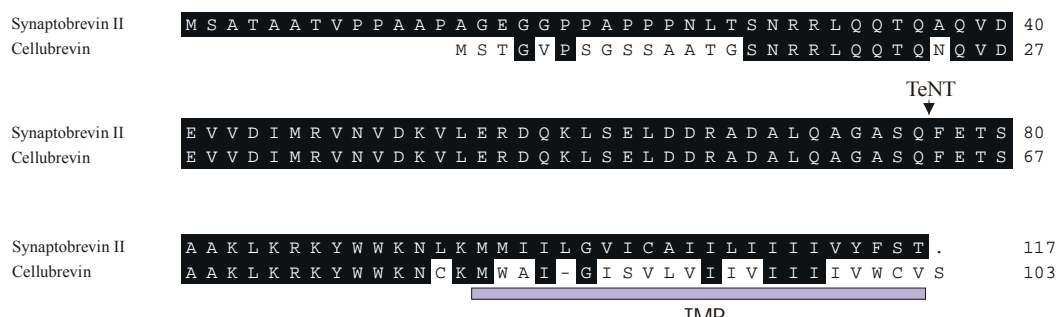 Synaptobrevin II M S A T A A T V P P A A P A G E G G P P A P P P N L T S N R R L Q Q T Q A Q V D 40
Cellubrevin M S T G V P S G S S A A T G S N R R L Q Q T Q N Q V D 27
TeNT
Synaptobrevin II E V V D I M R V N V D K V L E R D Q K L S E L D D R A D A L Q A G A S Q F E T S 80
Cellubrevin E V V D I M R V N V D K V L E R D Q K L S E L D D R A D A L Q A G A S Q F E T S 67
Synaptobrevin II A A K L K R K Y W W K N L K M M I I L G V I C A I I L I I I I V Y F S T . 117
Cellubrevin A A K L K R K Y W W K N C K M W A I - G I S V L V I I V I I I I V W C V S 103